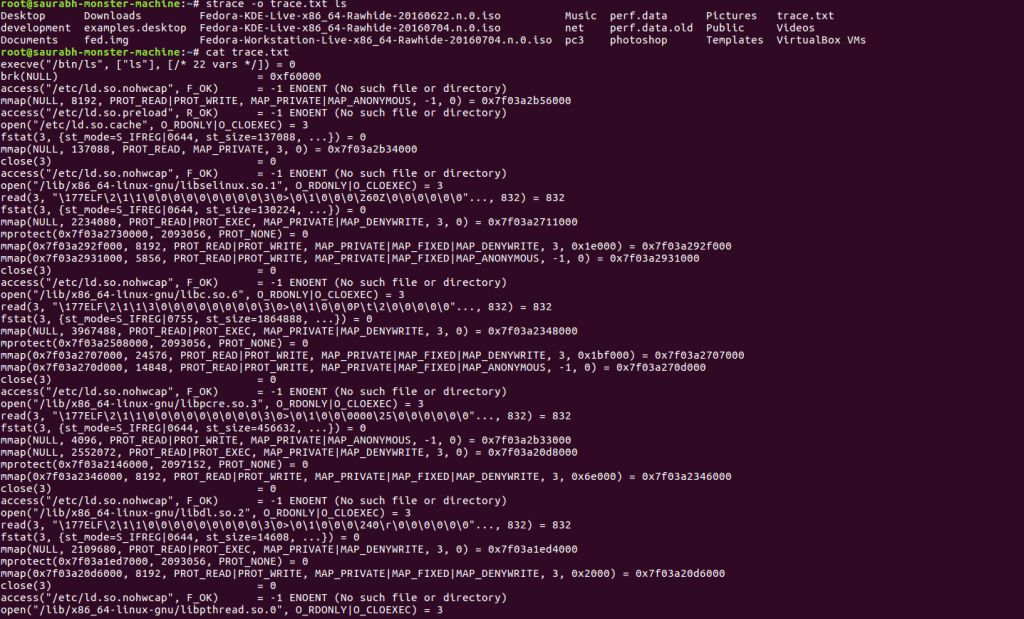 root@saurabh-monster-machine:~# strace -o trace.txt ls
Desktop Downloads Fedora-KDE-Live-x86_64-Rawhide-20160622.n.0.iso Music perf.data Pictures trace.txt
development examples.desktop Fedora-KDE-Live-x86_64-Rawhide-20160704.n.0.iso net perf.data.old Public Videos
Documents fed.img Fedora-Workstation-Live-x86_64-Rawhide-20160704.n.0.iso pc3 photoshop Templates VirtualBox VMs
root@saurabh-monster-machine:~# cat trace.txt
execve("/bin/ls", ["ls"], [/* 22 vars */]) = 0
brk(NULL) = 0xf60000
access("/etc/ld.so.nohwcap", F_OK) = -1 ENOENT (No such file or directory)
mmap(NULL, 8192, PROT_READ|PROT_WRITE, MAP_PRIVATE|MAP_ANONYMOUS, -1, 0) = 0x7f03a2b56000
access("/etc/ld.so.preload", R_OK) = -1 ENOENT (No such file or directory)
open("/etc/ld.so.cache", O_RDONLY|O_CLOEXEC) = 3
fstat(3, {st_mode=S_IFREG|0644, st_size=137088, ...}) = 0
mmap(NULL, 137088, PROT_READ, MAP_PRIVATE, 3, 0) = 0x7f03a2b34000
close(3) = 0
access("/etc/ld.so.nohwcap", F_OK) = -1 ENOENT (No such file or directory)
open("/lib/x86_64-linux-gnu/libselinux.so.1", O_RDONLY|O_CLOEXEC) = 3
read(3, "\177ELF\2\1\1\0\0\0\0\0\0\0\0\0\3\0>\0\1\0\0\0\260Z\0\0\0\0\0\0"..., 832) = 832
fstat(3, {st_mode=S_IFREG|0644, st_size=130224, ...}) = 0
mmap(NULL, 2234080, PROT_READ|PROT_EXEC, MAP_PRIVATE|MAP_DENYWRITE, 3, 0) = 0x7f03a2711000
mprotect(0x7f03a2730000, 2093056, PROT_NONE) = 0
mmap(0x7f03a292f000, 8192, PROT_READ|PROT_WRITE, MAP_PRIVATE|MAP_FIXED|MAP_DENYWRITE, 3, 0x1e000) = 0x7f03a292f000
mmap(0x7f03a2931000, 5856, PROT_READ|PROT_WRITE, MAP_PRIVATE|MAP_FIXED|MAP_ANONYMOUS, -1, 0) = 0x7f03a2931000
close(3) = 0
access("/etc/ld.so.nohwcap", F_OK) = -1 ENOENT (No such file or directory)
open("/lib/x86_64-linux-gnu/libc.so.6", O_RDONLY|O_CLOEXEC) = 3
read(3, "\177ELF\2\1\1\3\0\0\0\0\0\0\0\0\3\0>\0\1\0\0\0P\t\2\0\0\0\0\0"..., 832) = 832
fstat(3, {st_mode=S_IFREG|0755, st_size=1864888, ...}) = 0
mmap(NULL, 3967488, PROT_READ|PROT_EXEC, MAP_PRIVATE|MAP_DENYWRITE, 3, 0) = 0x7f03a2348000
mprotect(0x7f03a2508000, 2093056, PROT_NONE) = 0
mmap(0x7f03a2707000, 24576, PROT_READ|PROT_WRITE, MAP_PRIVATE|MAP_FIXED|MAP_DENYWRITE, 3, 0x1bf000) = 0x7f03a2707000
mmap(0x7f03a270d000, 14848, PROT_READ|PROT_WRITE, MAP_PRIVATE|MAP_FIXED|MAP_ANONYMOUS, -1, 0) = 0x7f03a270d000
close(3) = 0
access("/etc/ld.so.nohwcap", F_OK) = -1 ENOENT (No such file or directory)
open("/lib/x86_64-linux-gnu/libpcre.so.3", O_RDONLY|O_CLOEXEC) = 3
read(3, "\177ELF\2\1\1\0\0\0\0\0\0\0\0\0\3\0>\0\1\0\0\0000\25\0\0\0\0\0\0"..., 832) = 832
fstat(3, {st_mode=S_IFREG|0644, st_size=456632, ...}) = 0
mmap(NULL, 4096, PROT_READ|PROT_WRITE, MAP_PRIVATE|MAP_ANONYMOUS, -1, 0) = 0x7f03a2b33000
mmap(NULL, 2552072, PROT_READ|PROT_EXEC, MAP_PRIVATE|MAP_DENYWRITE, 3, 0) = 0x7f03a20d8000
mprotect(0x7f03a2146000, 2097152, PROT_NONE) = 0
mmap(0x7f03a2346000, 8192, PROT_READ|PROT_WRITE, MAP_PRIVATE|MAP_FIXED|MAP_DENYWRITE, 3, 0x6e000) = 0x7f03a2346000
close(3) = 0
access("/etc/ld.so.nohwcap", F_OK) = -1 ENOENT (No such file or directory)
open("/lib/x86_64-linux-gnu/libdl.so.2", O_RDONLY|O_CLOEXEC) = 3
read(3, "\177ELF\2\1\1\0\0\0\0\0\0\0\0\0\3\0>\0\1\0\0\0\240\r\0\0\0\0\0\0"..., 832) = 832
fstat(3, {st_mode=S_IFREG|0644, st_size=14608, ...}) = 0
mmap(NULL, 2109680, PROT_READ|PROT_EXEC, MAP_PRIVATE|MAP_DENYWRITE, 3, 0) = 0x7f03a1ed4000
mprotect(0x7f03a1ed7000, 2093056, PROT_NONE) = 0
mmap(0x7f03a20d6000, 8192, PROT_READ|PROT_WRITE, MAP_PRIVATE|MAP_FIXED|MAP_DENYWRITE, 3, 0x2000) = 0x7f03a20d6000
close(3) = 0
access("/etc/ld.so.nohwcap", F_OK) = -1 ENOENT (No such file or directory)
open("/lib/x86_64-linux-gnu/libpthread.so.0", O_RDONLY|O_CLOEXEC) = 3